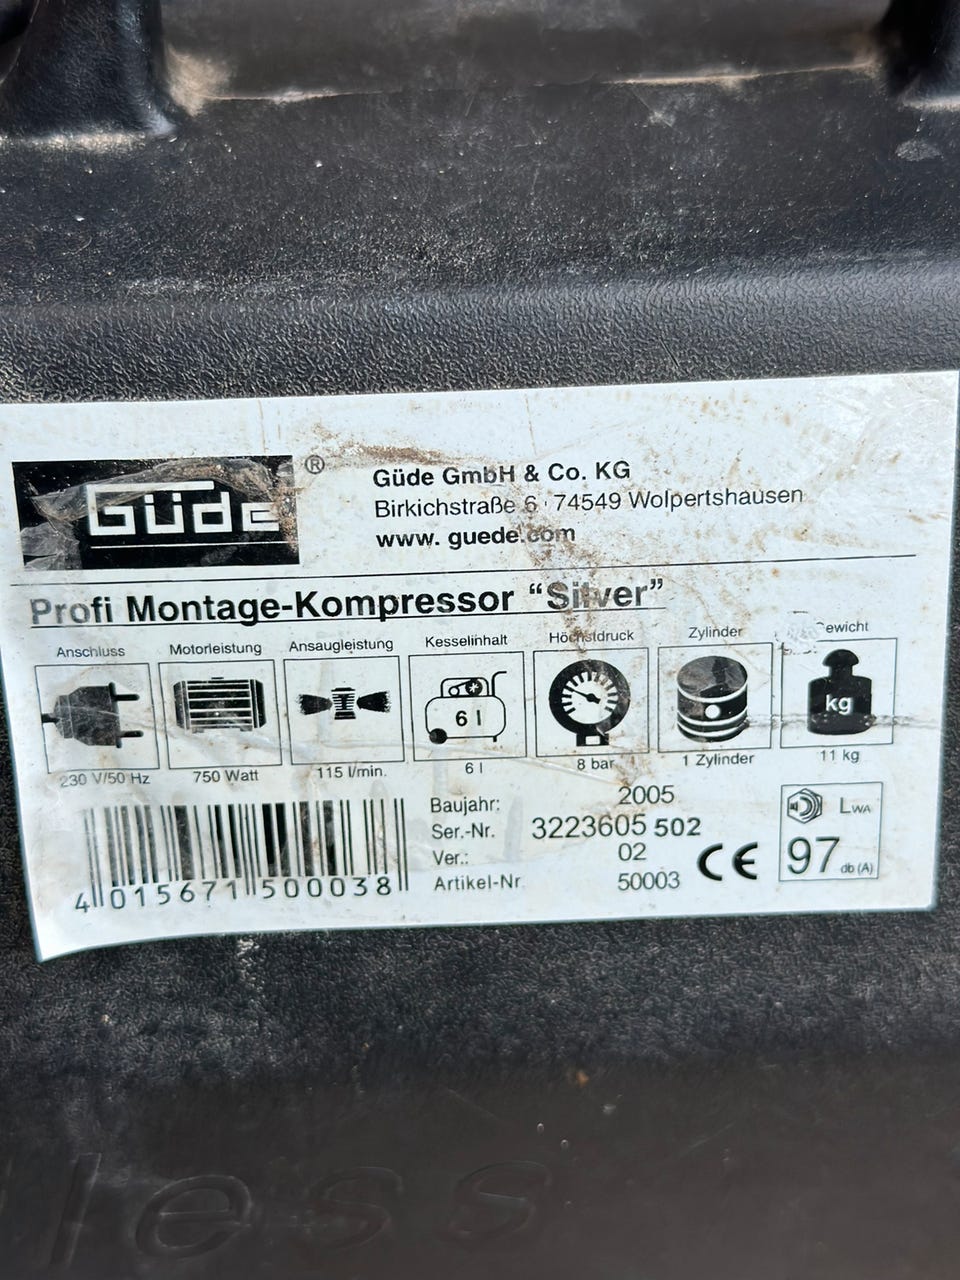 Güde ®
Güde GmbH & Co. KG
Birkichstraße 6 · 74549 Wolpertshausen
www. guede.com
Profi Montage-Kompressor “Silver”
Anschluss Motorleistung Ansaugleistung Kesselinhalt Höchstdruck Zylinder ewicht
6 l
kg
230 V/50 Hz 750 Watt 115 l/min. 6 l 8 bar 1 Zylinder 11 kg
Baujahr: 2005
Ser.-Nr. 3223605 502
Ver.: 02
Artikel-Nr 50003
4 015671 500038
CE
LWA
97 db (A)
less